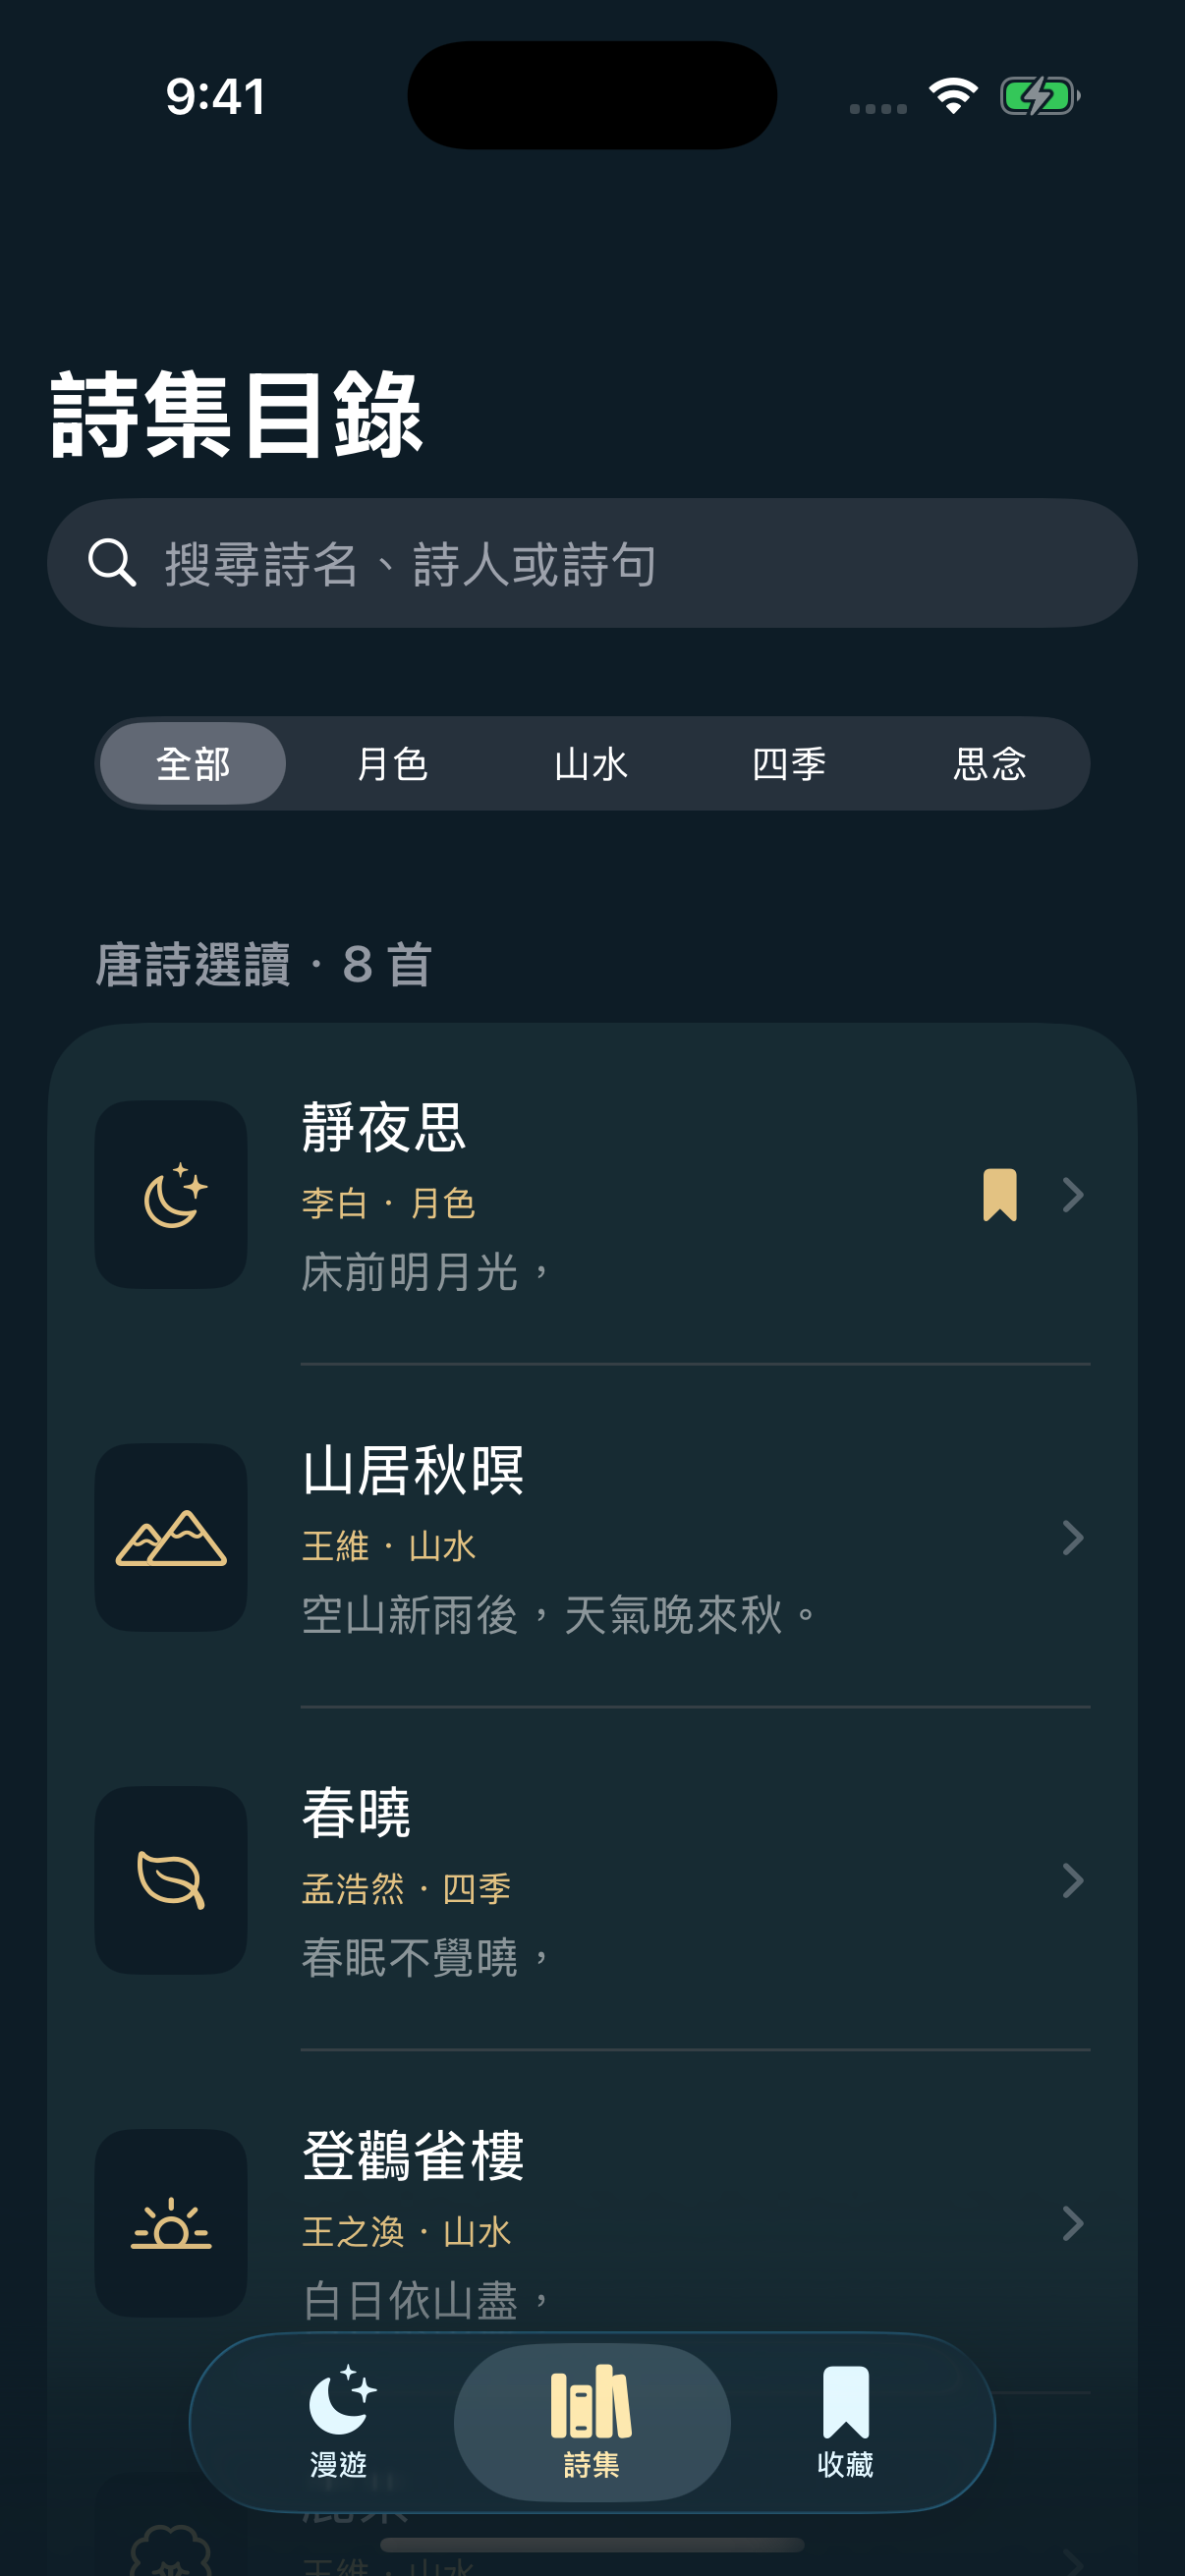 9:41
詩集目錄
搜尋詩名、詩人或詩句
全部 月色 山水 四季 思念
唐詩選讀 · 8 首
靜夜思
李白 · 月色
床前明月光，
山居秋暝
王維 · 山水
空山新雨後，天氣晚來秋。
春曉
孟浩然 · 四季
春眠不覺曉，
登鸛雀樓
王之渙 · 山水
白日依山盡，
漫遊 詩集 收藏
王維 · 山水